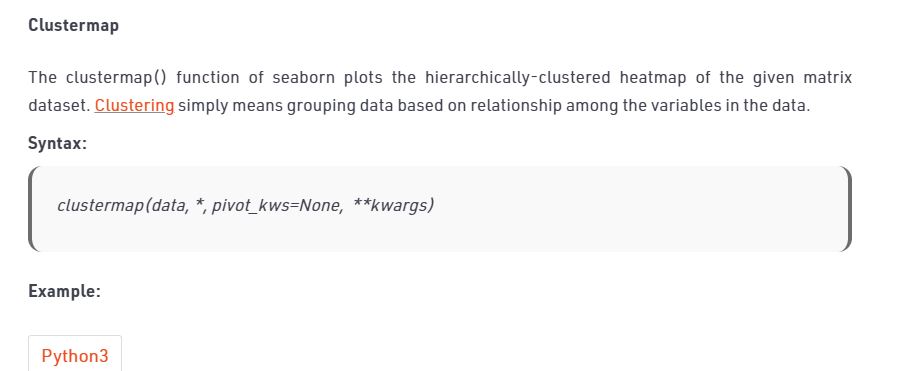 Clustermap
The clustermap() function of seaborn plots the hierarchically-clustered heatmap of the given matrix
dataset. Clustering simply means grouping data based on relationship among the variables in the data.
Syntax:
clustermap(data, *, pivot_kws=None, **kwargs)
Example:
Python3